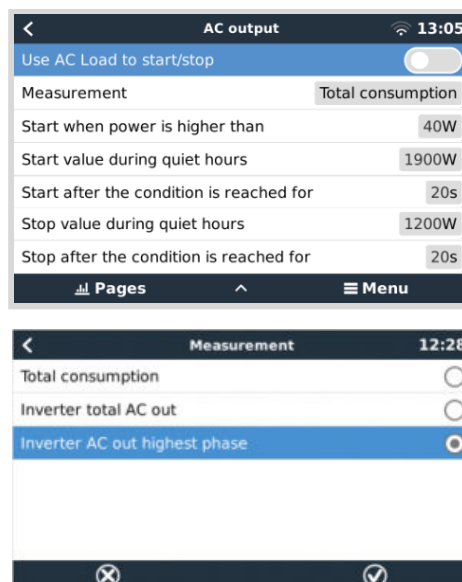 AC output 13:05
Use AC Load to start/stop
Measurement Total consumption
Start when power is higher than 40W
Start value during quiet hours 1900W
Start after the condition is reached for 20s
Stop value during quiet hours 1200W
Stop after the condition is reached for 20s
Pages Menu
Measurement 12:28
Total consumption
Inverter total AC out
Inverter AC out highest phase